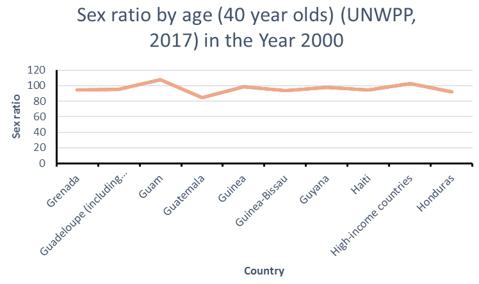 Sex ratio by age (40 year olds) (UNWPP,
2017) in the Year 2000
Sex ratio
120
100
80
60
40
20
0
Grenada
Guadeloupe (including...
Guam
Guatemala
Guinea
Guinea-Bissau
Guyana
Haiti
High-income countries
Honduras
Country